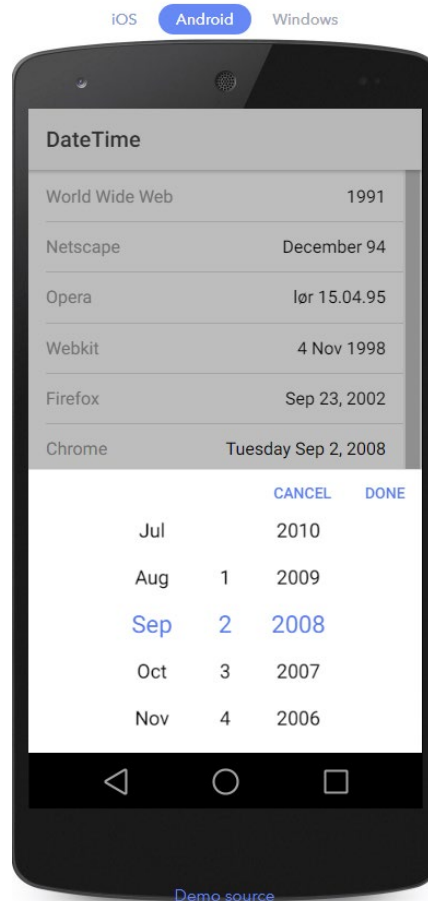 iOS Android Windows
DateTime
World Wide Web 1991
Netscape December 94
Opera lør 15.04.95
Webkit 4 Nov 1998
Firefox Sep 23, 2002
Chrome Tuesday Sep 2, 2008
CANCEL DONE
Jul 2010
Aug 1 2009
Sep 2 2008
Oct 3 2007
Nov 4 2006
Demo source